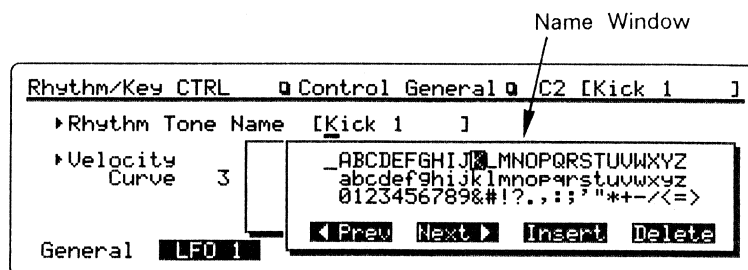 Name Window
Rhythm/Key CTRL Control General C2 [Kick 1 ]
▸Rhythm Tone Name [Kick 1 ]
▸Velocity
Curve 3
_ABCDEFGHIJKLMNOPQRSTUVWXYZ
abcdefghijklmnopqrstuvwxyz
0123456789&#!?.,:;'"*+-/<=>
◀ Prev Next ▶ Insert Delete
General LFO 1